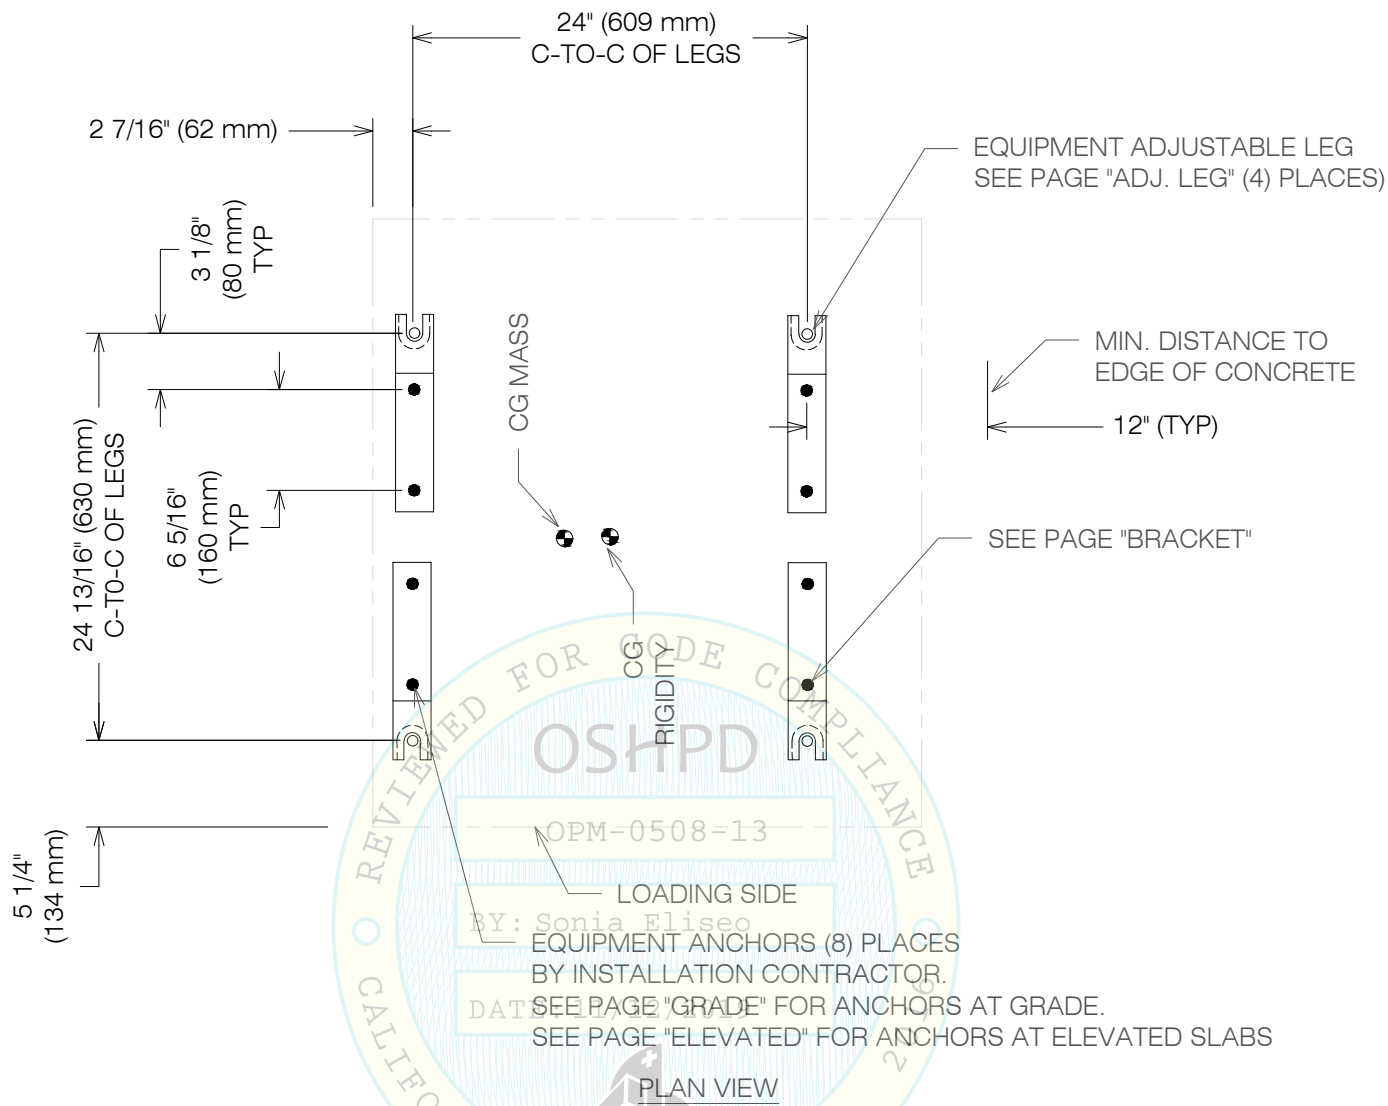 24" (609 mm)
C-TO-C OF LEGS
2 7/16" (62 mm)
EQUIPMENT ADJUSTABLE LEG
SEE PAGE "ADJ. LEG" (4) PLACES)
3 1/8"
(80 mm)
TYP
CG MASS
MIN. DISTANCE TO
EDGE OF CONCRETE
12" (TYP)
24 13/16" (630 mm)
C-TO-C OF LEGS
6 5/16"
(160 mm)
TYP
SEE PAGE "BRACKET"
CG
RIGIDITY
REVIEWED FOR CODE COMPLIANCE
OSHPD
OPM-0508-13
5 1/4"
(134 mm)
LOADING SIDE
BY: Sonia Eliseo
EQUIPMENT ANCHORS (8) PLACES
BY INSTALLATION CONTRACTOR.
SEE PAGE "GRADE" FOR ANCHORS AT GRADE.
DATE: 11/12/2019
SEE PAGE "ELEVATED" FOR ANCHORS AT ELEVATED SLABS
CALIFO
PLAN VIEW